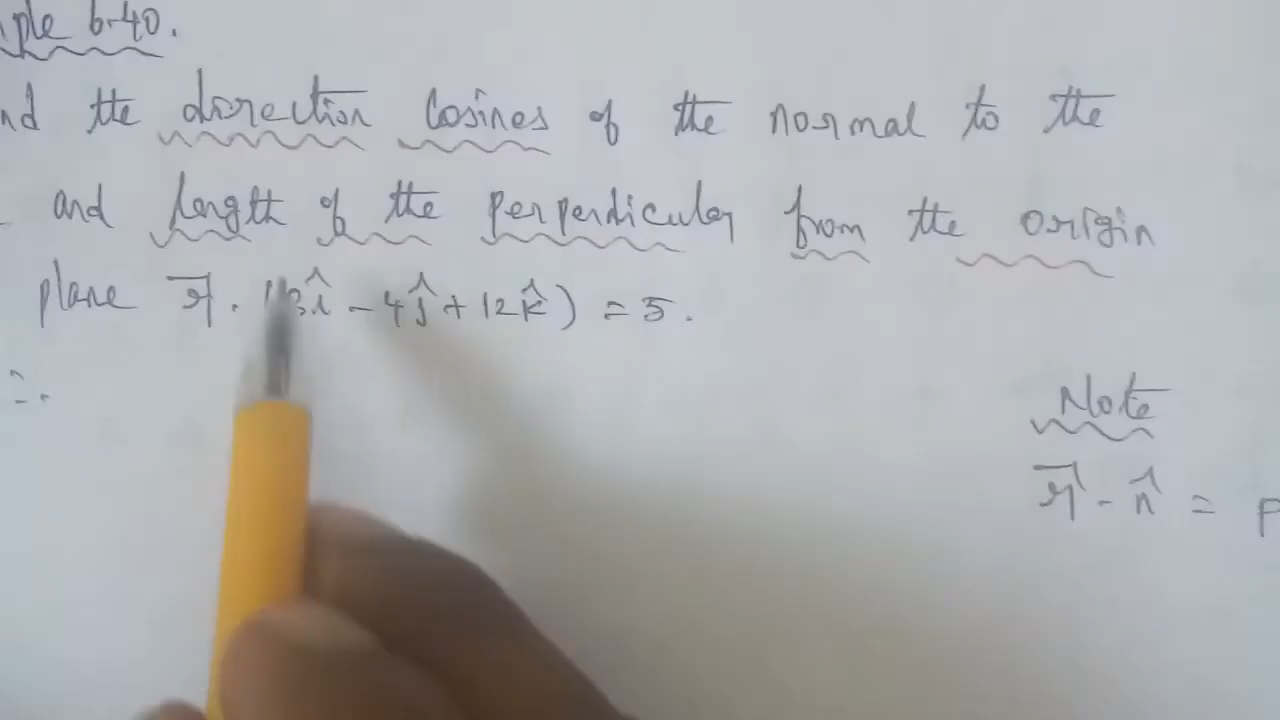 ple 6.40.
nd the direction cosines of the normal to the
and length of the perpendicular from the origin
plane r⃗ . (3î - 4ĵ + 12k̂) = 5.
:-
Note
r⃗ - n̂ = P